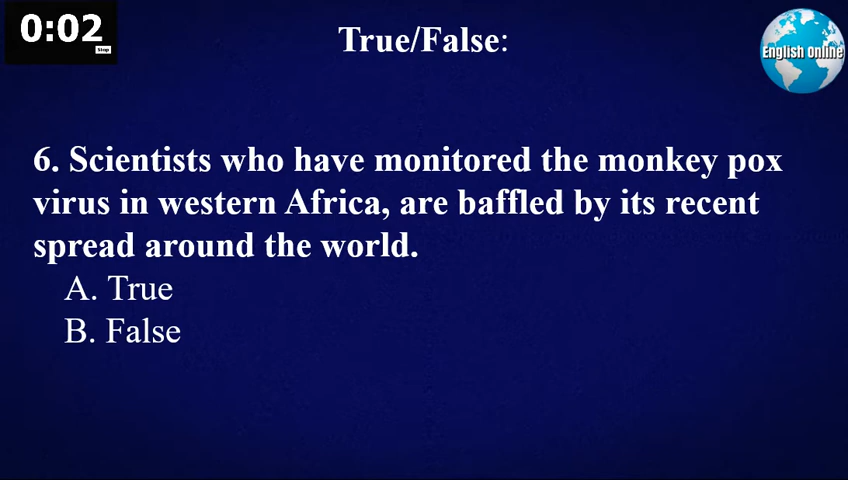 0:02
Stop
True/False:
English Online
6. Scientists who have monitored the monkey pox
virus in western Africa, are baffled by its recent
spread around the world.
A. True
B. False